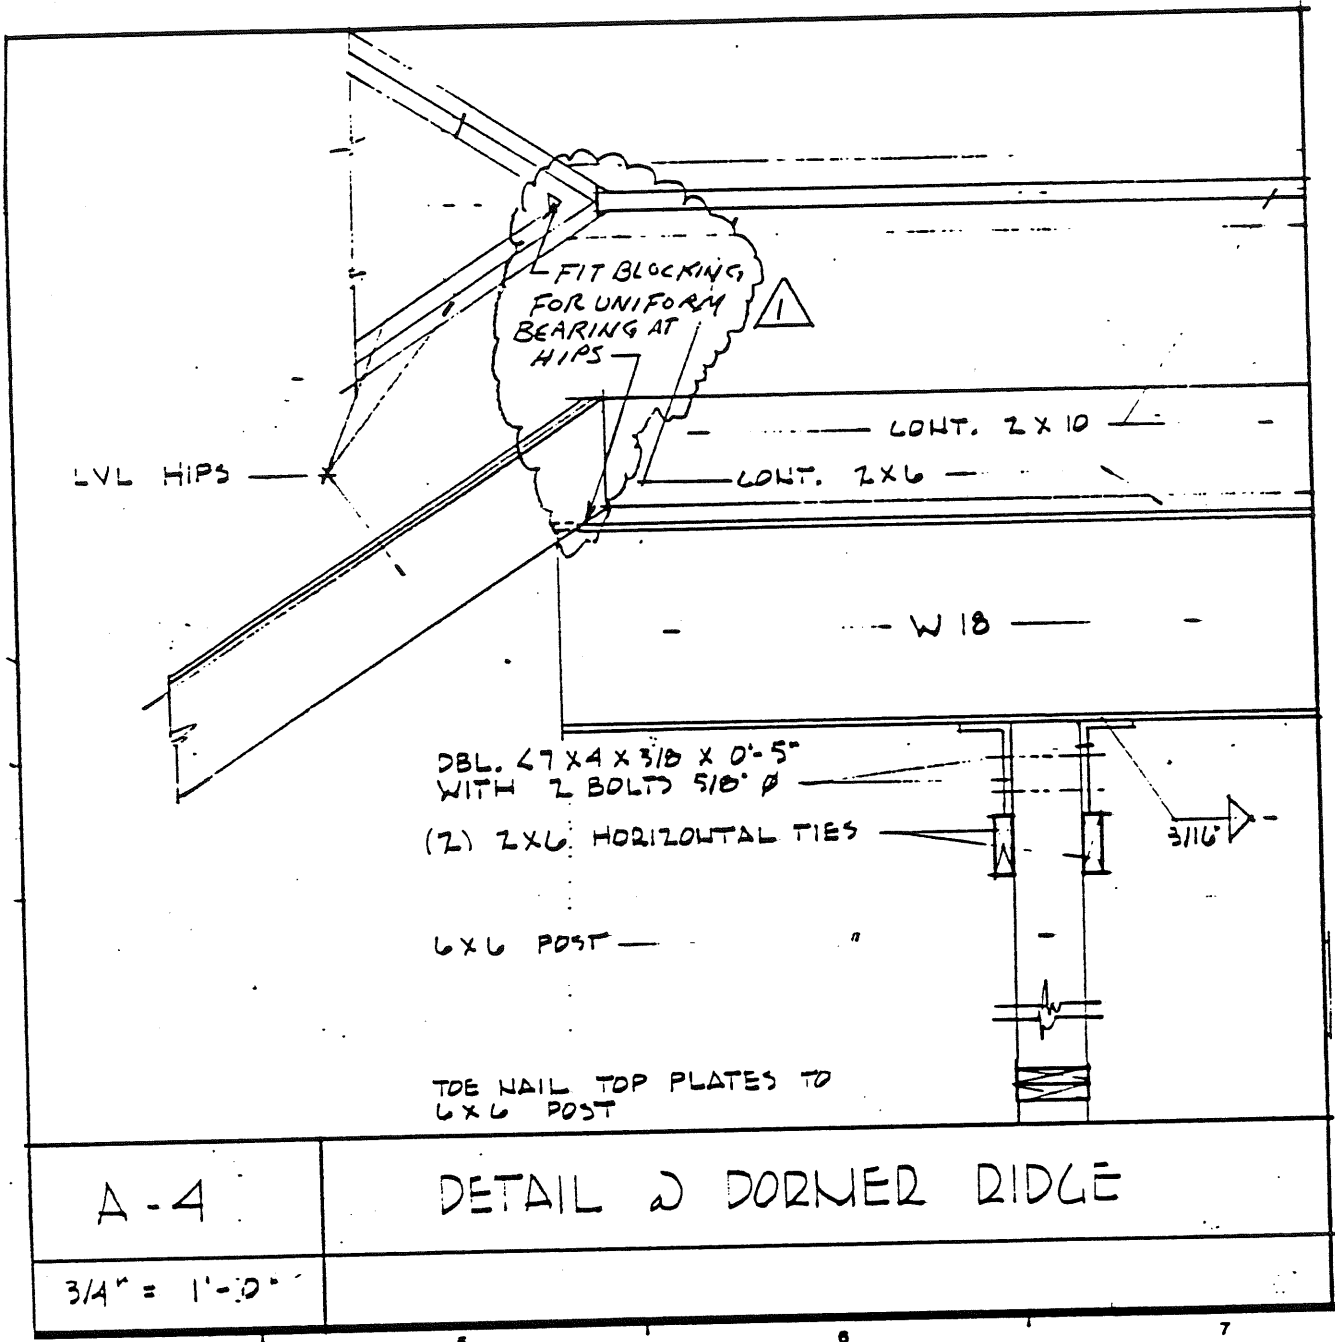 FIT BLOCKING
FOR UNIFORM
BEARING AT
HIPS
1
CONT. 2 X 10
LVL HIPS
CONT. 2X6
W 18
DBL. ∠7 X 4 X 3/8 X 0'-5"
WITH 2 BOLTS 5/8" Ø
(2) 2X6 HORIZONTAL TIES
3/16"
6X6 POST
TOE NAIL TOP PLATES TO
6X6 POST
A-4
DETAIL @ DORMER RIDGE
3/4" = 1'-0"
5 6 7